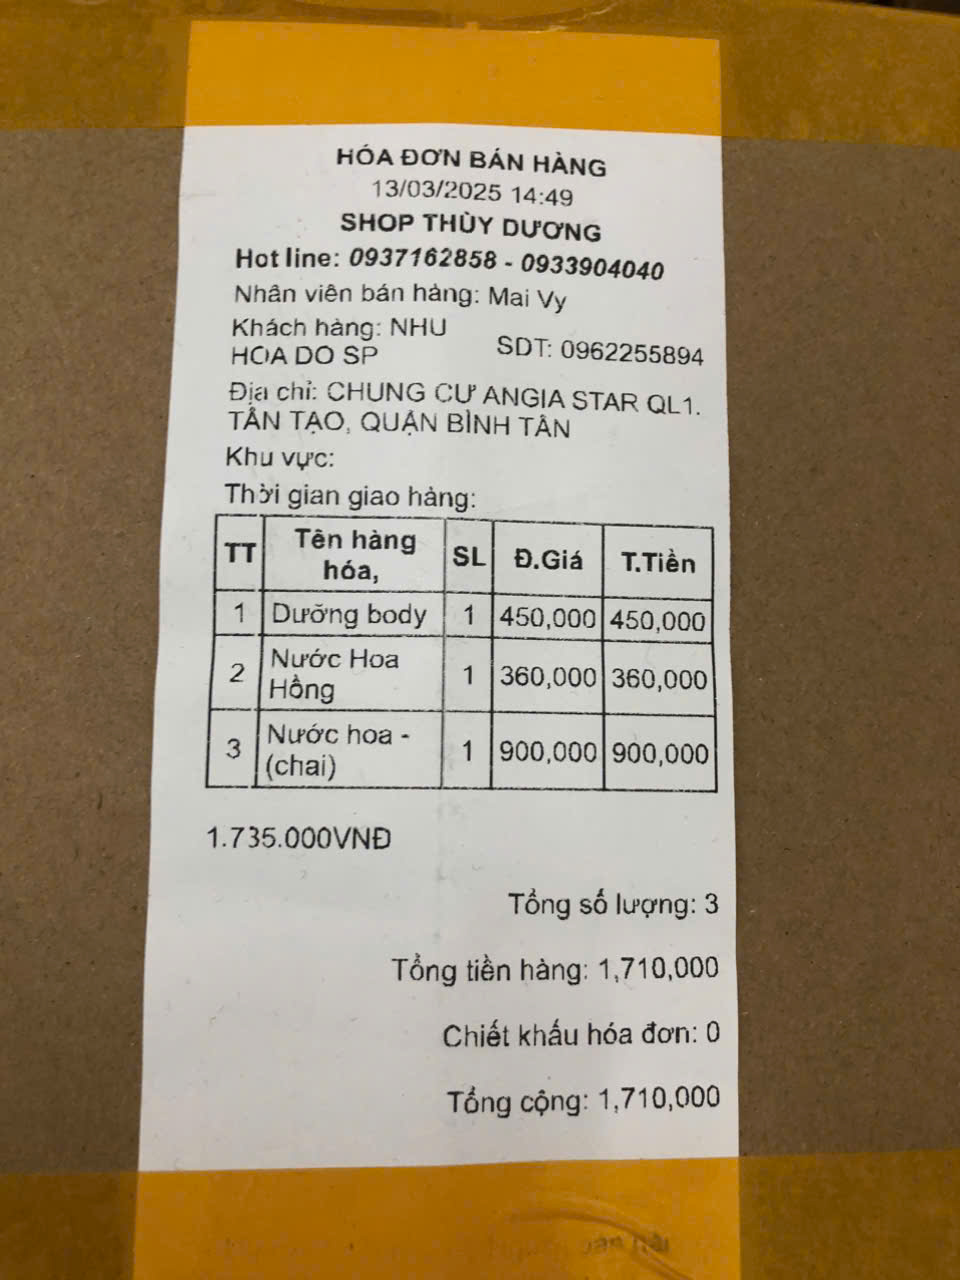 HÓA ĐƠN BÁN HÀNG
13/03/2025 14:49
SHOP THÙY DƯƠNG
Hot line: 0937162858 - 0933904040
Nhân viên bán hàng: Mai Vy
Khách hàng: NHU
HOA DO SP
SDT: 0962255894
Địa chỉ: CHUNG CƯ ANGIA STAR QL1.
TÂN TẠO, QUẬN BÌNH TÂN
Khu vực:
Thời gian giao hàng:
TT Tên hàng hóa, SL Đ.Giá T.Tiền
1 Dưỡng body 1 450,000 450,000
2 Nước Hoa Hồng 1 360,000 360,000
3 Nước hoa - (chai) 1 900,000 900,000
1.735.000VNĐ
Tổng số lượng: 3
Tổng tiền hàng: 1,710,000
Chiết khấu hóa đơn: 0
Tổng cộng: 1,710,000